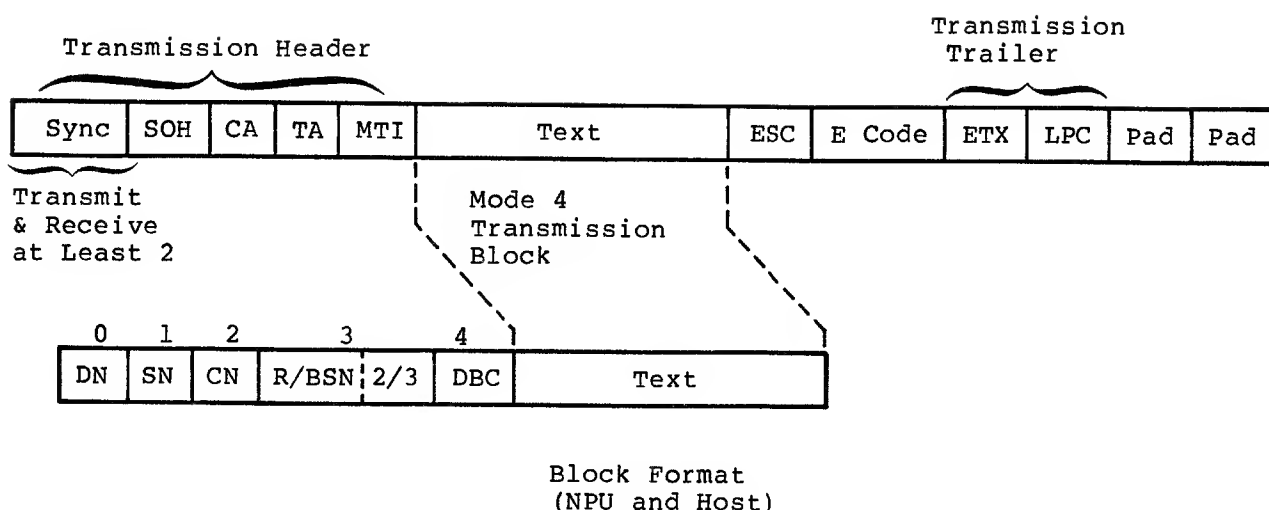 Transmission Header
Transmission
Trailer
Sync SOH CA TA MTI Text ESC E Code ETX LPC Pad Pad
Transmit
& Receive
at Least 2
Mode 4
Transmission
Block
0 1 2 3 4
DN SN CN R/BSN 2/3 DBC Text
Block Format
(NPU and Host)